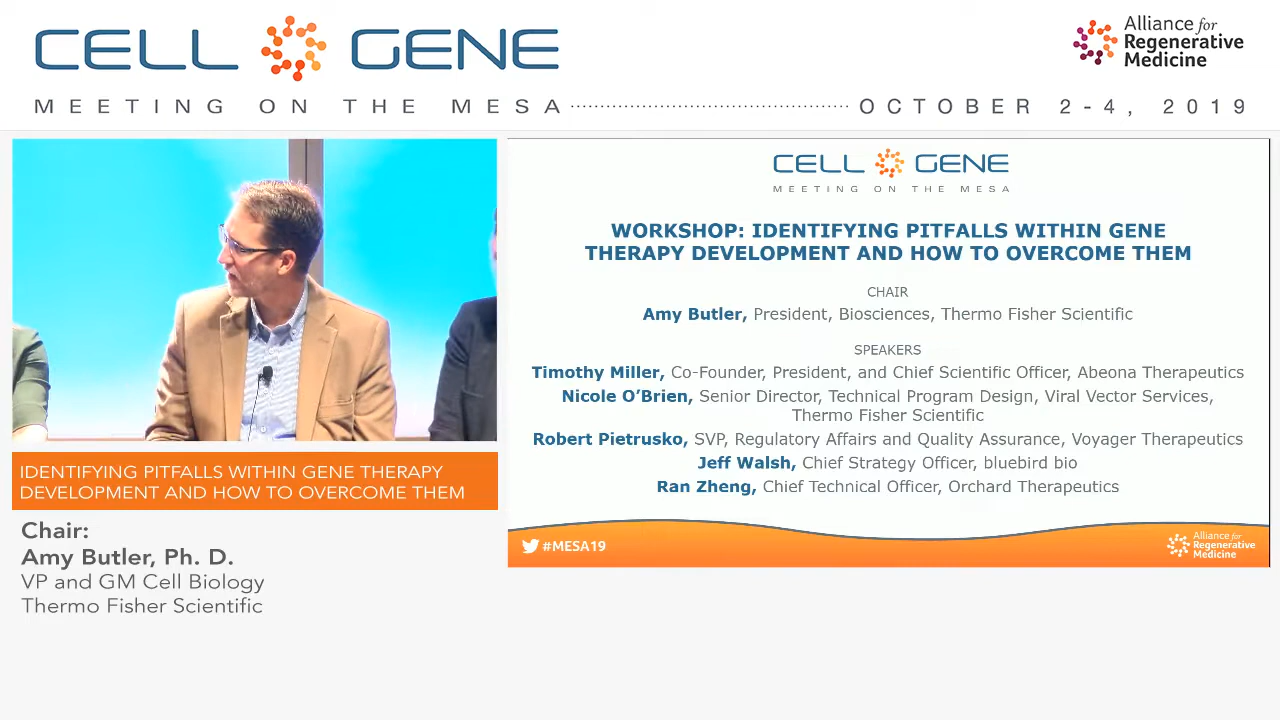 CELL GENE
MEETING ON THE MESA
OCTOBER 2-4, 2019
Alliance for
Regenerative
Medicine
CELL GENE
MEETING ON THE MESA
WORKSHOP: IDENTIFYING PITFALLS WITHIN GENE
THERAPY DEVELOPMENT AND HOW TO OVERCOME THEM
CHAIR
Amy Butler, President, Biosciences, Thermo Fisher Scientific
SPEAKERS
Timothy Miller, Co-Founder, President, and Chief Scientific Officer, Abeona Therapeutics
Nicole O'Brien, Senior Director, Technical Program Design, Viral Vector Services,
Thermo Fisher Scientific
Robert Pietrusko, SVP, Regulatory Affairs and Quality Assurance, Voyager Therapeutics
Jeff Walsh, Chief Strategy Officer, bluebird bio
Ran Zheng, Chief Technical Officer, Orchard Therapeutics
#MESA19
Alliance for
Regenerative
Medicine
IDENTIFYING PITFALLS WITHIN GENE THERAPY
DEVELOPMENT AND HOW TO OVERCOME THEM
Chair:
Amy Butler, Ph. D.
VP and GM Cell Biology
Thermo Fisher Scientific